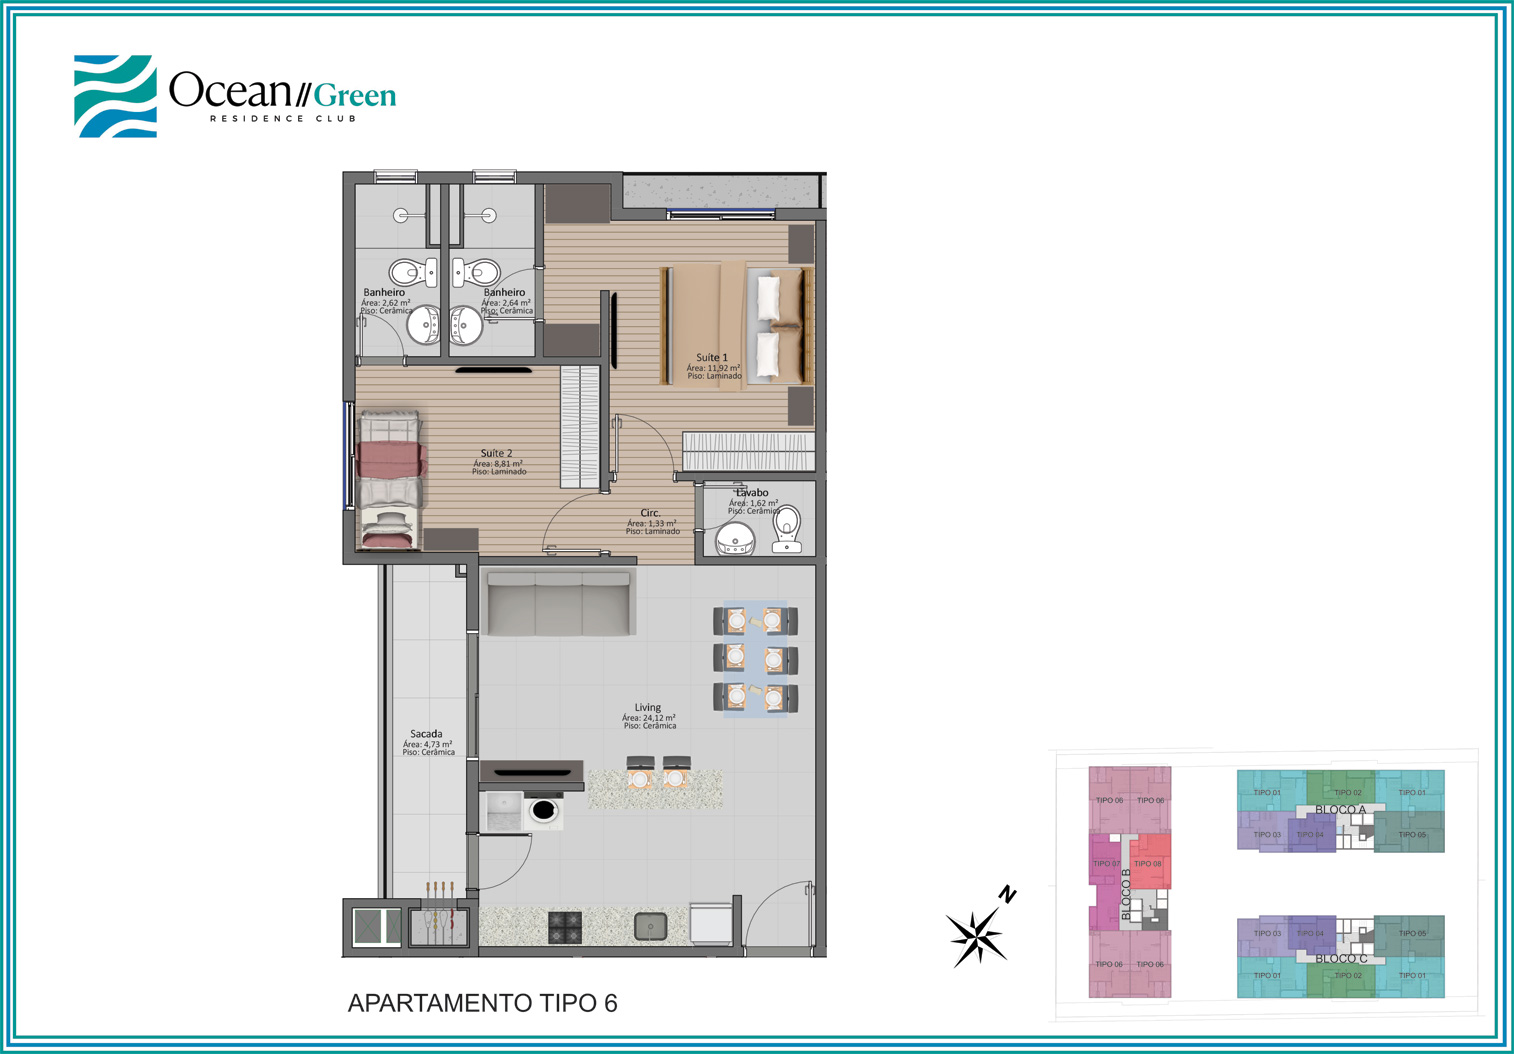 Ocean//Green
RESIDENCE CLUB
Banheiro
Área: 2,62 m²
Piso: Cerâmica
Banheiro
Área: 2,64 m²
Piso: Cerâmica
Suíte 1
Área: 11,92 m²
Piso: Laminado
Suíte 2
Área: 8,81 m²
Piso: Laminado
Circ.
Área: 1,33 m²
Piso: Laminado
Lavabo
Área: 1,62 m²
Piso: Cerâmica
Living
Área: 24,12 m²
Piso: Cerâmica
Sacada
Área: 4,73 m²
Piso: Cerâmica
APARTAMENTO TIPO 6
N
TIPO 06 TIPO 06
TIPO 07 TIPO 08
BLOCO B
TIPO 06 TIPO 06
TIPO 01 TIPO 02 TIPO 01
BLOCO A
TIPO 03 TIPO 04 TIPO 05
TIPO 03 TIPO 04 TIPO 05
BLOCO C
TIPO 01 TIPO 02 TIPO 01